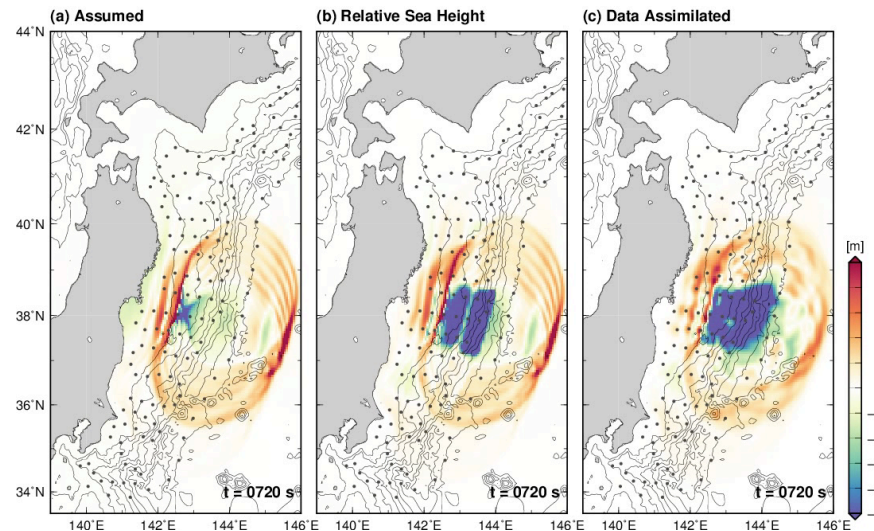 (a) Assumed
(b) Relative Sea Height
(c) Data Assimilated
44˚N
42˚N
40˚N
38˚N
36˚N
34˚N
[m]
t = 0720 s
t = 0720 s
t = 0720 s
140˚E
142˚E
144˚E
146˚E
140˚E
142˚E
144˚E
146˚E
140˚E
142˚E
144˚E